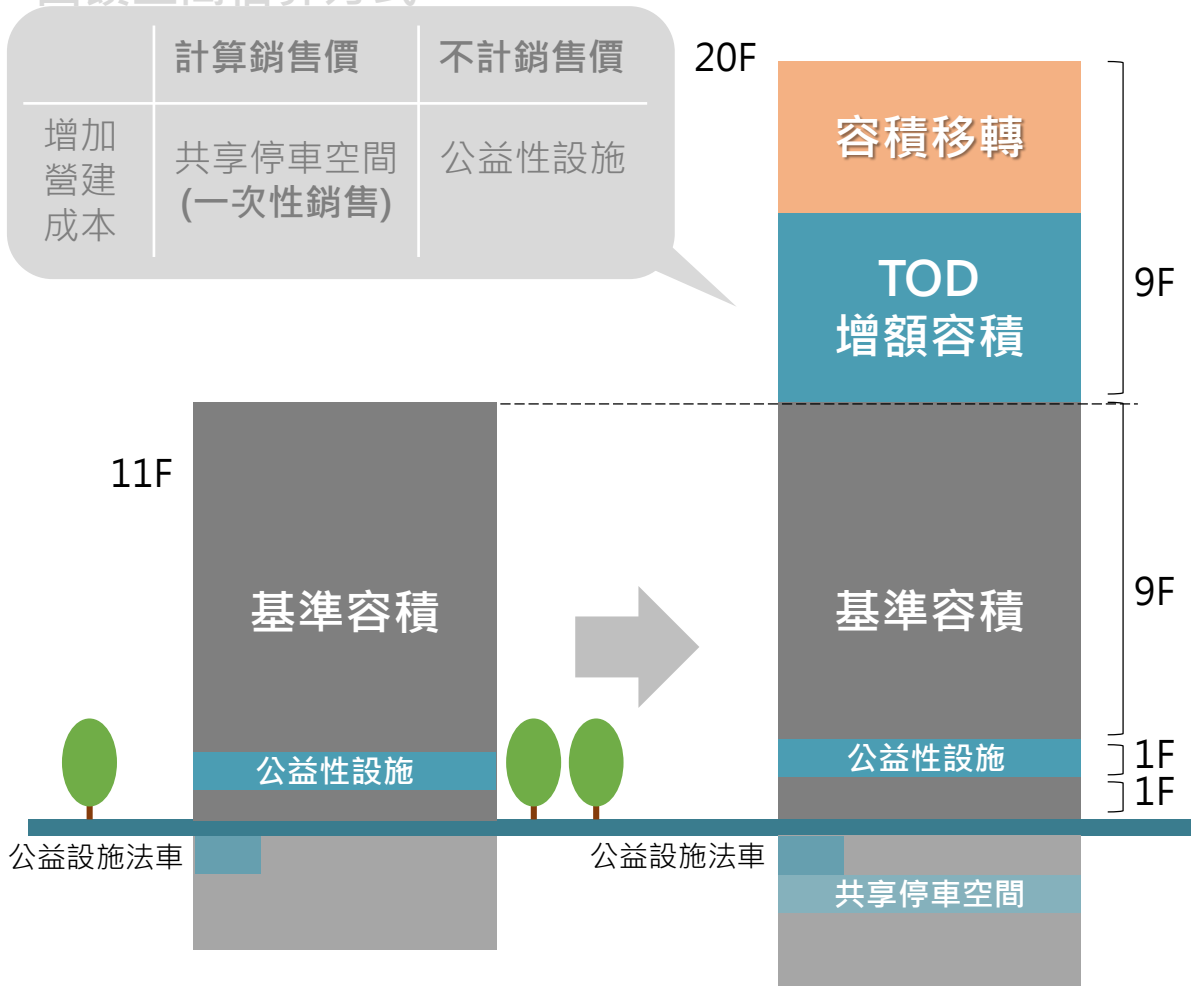 計算銷售價
不計銷售價
增加
營建
成本
共享停車空間
(一次性銷售)
公益性設施
20F
容積移轉
TOD
增額容積
9F
11F
基準容積
基準容積
9F
公益性設施
公益性設施
1F
1F
公益設施法車
公益設施法車
共享停車空間